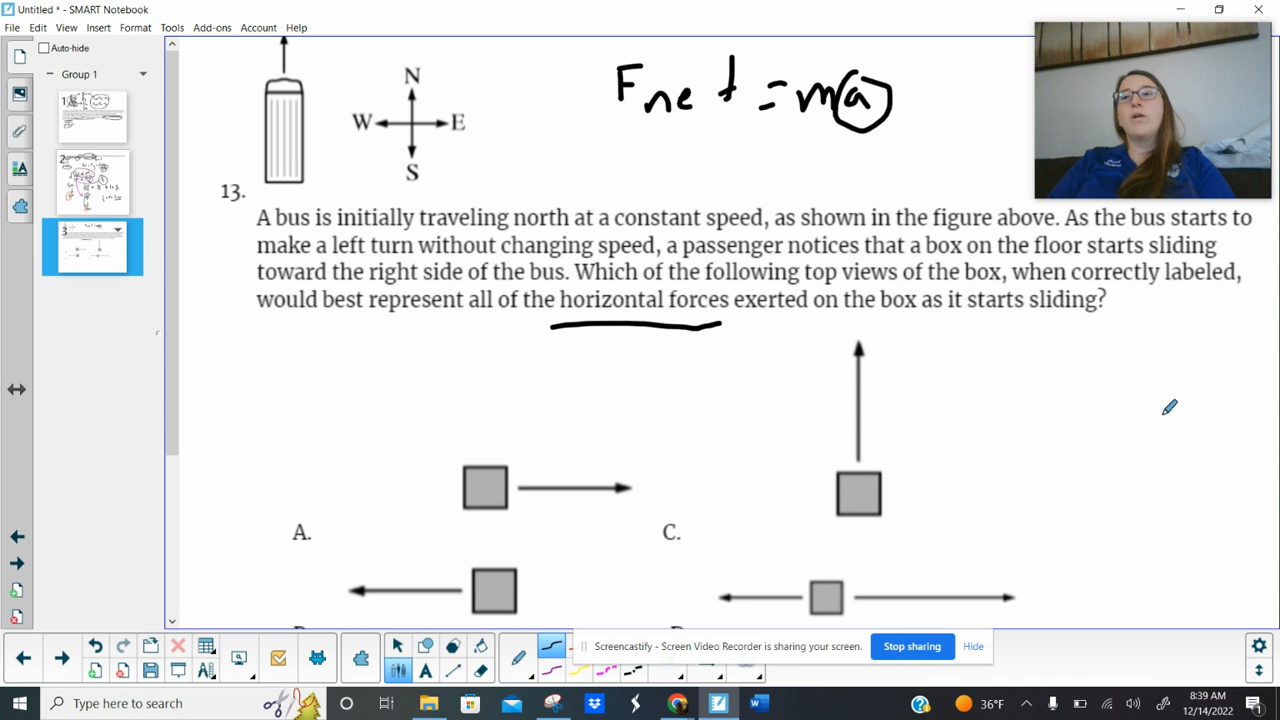 Untitled * - SMART Notebook
File Edit View Insert Format Tools Add-ons Account Help
Auto-hide
Group 1
1
2
3
F net = ma
N
W E
S
13.
A bus is initially traveling north at a constant speed, as shown in the figure above. As the bus starts to
make a left turn without changing speed, a passenger notices that a box on the floor starts sliding
toward the right side of the bus. Which of the following top views of the box, when correctly labeled,
would best represent all of the horizontal forces exerted on the box as it starts sliding?
A. C.
Screencastify - Screen Video Recorder is sharing your screen. Stop sharing Hide
Type here to search
36°F
8:39 AM
12/14/2022